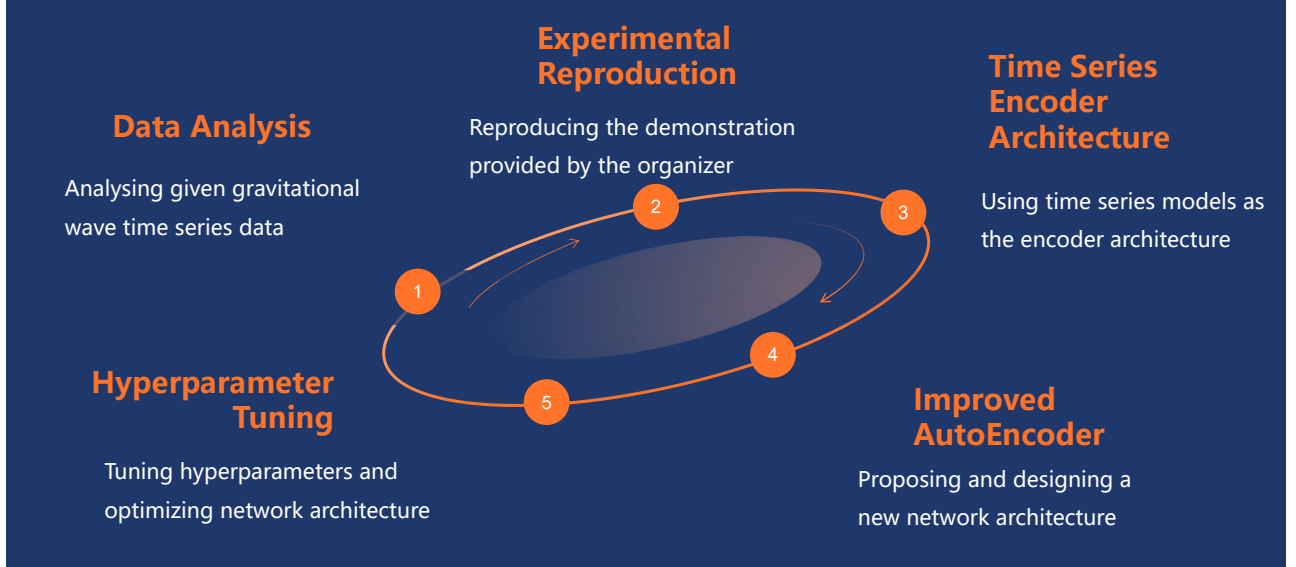 Data Analysis
Analysing given gravitational
wave time series data
1
Experimental
Reproduction
Reproducing the demonstration
provided by the organizer
2
Time Series
Encoder
Architecture
Using time series models as
the encoder architecture
3
Improved
AutoEncoder
Proposing and designing a
new network architecture
4
Hyperparameter
Tuning
Tuning hyperparameters and
optimizing network architecture
5